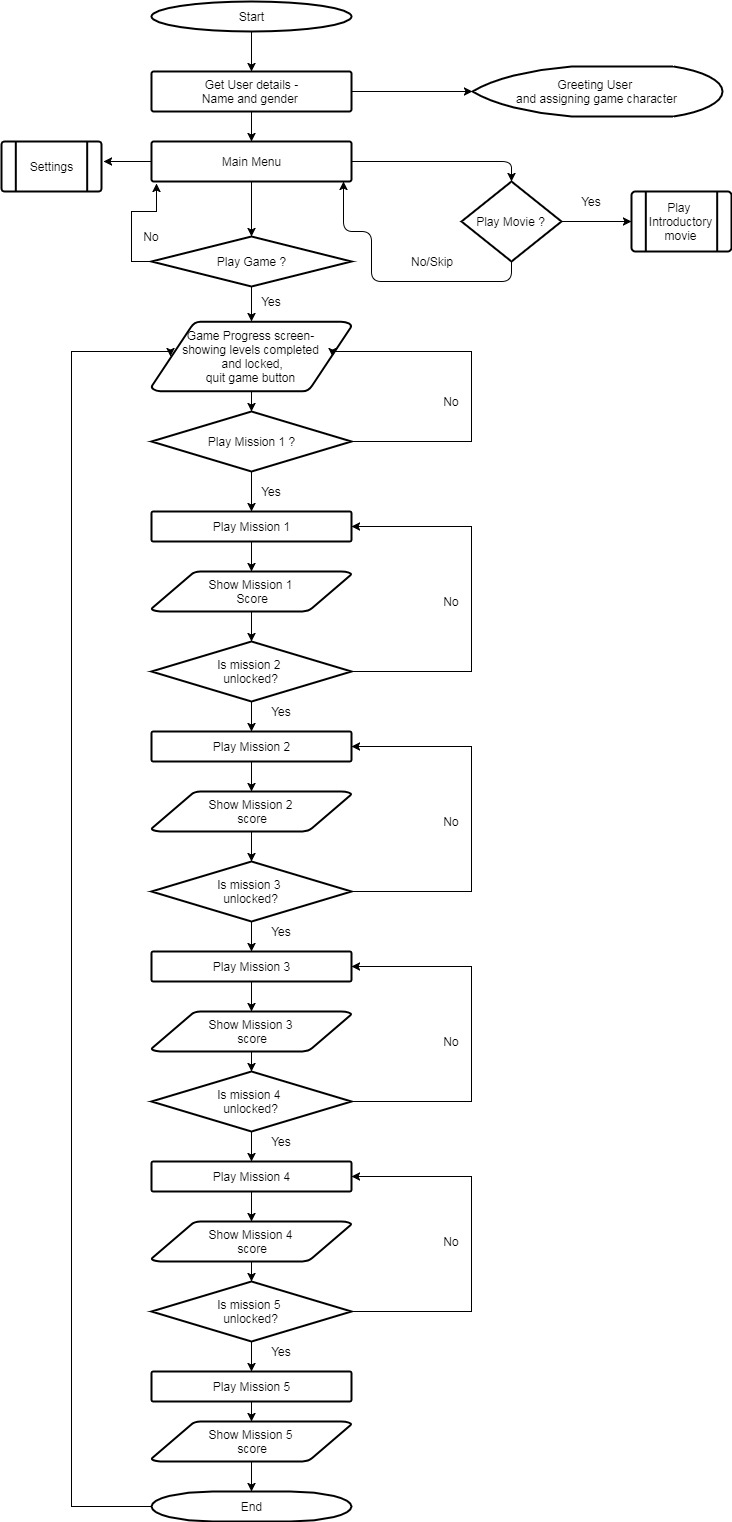 Start
Get User details -
Name and gender
Greeting User
and assigning game character
Settings
Main Menu
Play Movie ?
Yes
Play
Introductory
movie
No
Play Game ?
No/Skip
Yes
Game Progress screen-
showing levels completed
and locked,
quit game button
No
Play Mission 1 ?
Yes
Play Mission 1
Show Mission 1
Score
No
Is mission 2
unlocked?
Yes
Play Mission 2
Show Mission 2
score
No
Is mission 3
unlocked?
Yes
Play Mission 3
Show Mission 3
score
No
Is mission 4
unlocked?
Yes
Play Mission 4
Show Mission 4
score
No
Is mission 5
unlocked?
Yes
Play Mission 5
Show Mission 5
score
End